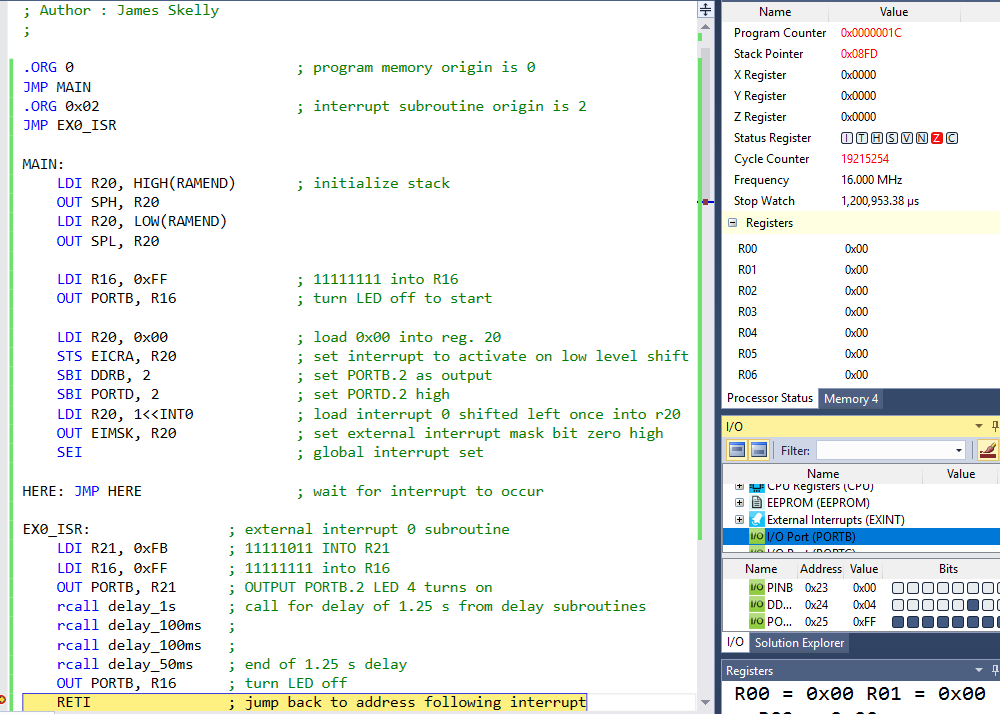 ; Author : James Skelly
;
.ORG 0 ; program memory origin is 0
JMP MAIN
.ORG 0x02 ; interrupt subroutine origin is 2
JMP EX0_ISR
MAIN:
LDI R20, HIGH(RAMEND) ; initialize stack
OUT SPH, R20
LDI R20, LOW(RAMEND)
OUT SPL, R20
LDI R16, 0xFF ; 11111111 into R16
OUT PORTB, R16 ; turn LED off to start
LDI R20, 0x00 ; load 0x00 into reg. 20
STS EICRA, R20 ; set interrupt to activate on low level shift
SBI DDRB, 2 ; set PORTB.2 as output
SBI PORTD, 2 ; set PORTD.2 high
LDI R20, 1<<INT0 ; load interrupt 0 shifted left once into r20
OUT EIMSK, R20 ; set external interrupt mask bit zero high
SEI ; global interrupt set
HERE: JMP HERE ; wait for interrupt to occur
EX0_ISR: ; external interrupt 0 subroutine
LDI R21, 0xFB ; 11111011 INTO R21
LDI R16, 0xFF ; 11111111 into R16
OUT PORTB, R21 ; OUTPUT PORTB.2 LED 4 turns on
rcall delay_1s ; call for delay of 1.25 s from delay subroutines
rcall delay_100ms ;
rcall delay_100ms ;
rcall delay_50ms ; end of 1.25 s delay
OUT PORTB, R16 ; turn LED off
RETI ; jump back to address following interrupt
Name Value
Program Counter 0x0000001C
Stack Pointer 0x08FD
X Register 0x0000
Y Register 0x0000
Z Register 0x0000
Status Register I T H S V N Z C
Cycle Counter 19215254
Frequency 16.000 MHz
Stop Watch 1,200,953.38 µs
Registers
R00 0x00
R01 0x00
R02 0x00
R03 0x00
R04 0x00
R05 0x00
R06 0x00
Processor Status Memory 4
I/O
Filter:
Name Value
CPU Registers (CPU)
EEPROM (EEPROM)
External Interrupts (EXINT)
I/O Port (PORTB)
I/O Port (PORTC)
Name Address Value Bits
PINB 0x23 0x00
DD... 0x24 0x04
PO... 0x25 0xFF
I/O Solution Explorer
Registers
R00 = 0x00 R01 = 0x00